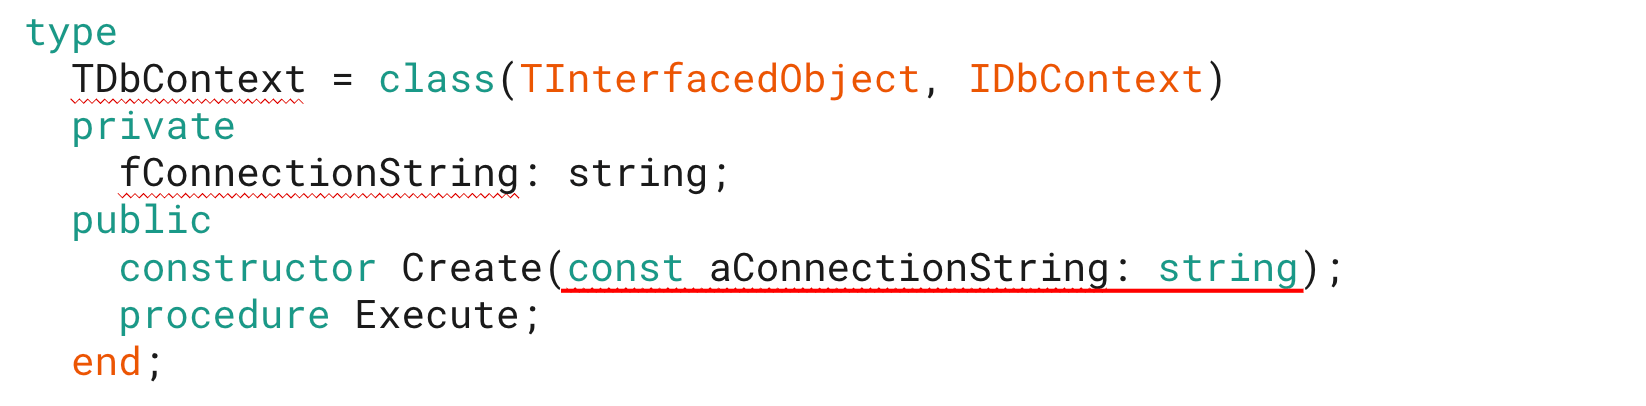 type
TDbContext = class(TInterfacedObject, IDbContext)
private
fConnectionString: string;
public
constructor Create(const aConnectionString: string);
procedure Execute;
end;